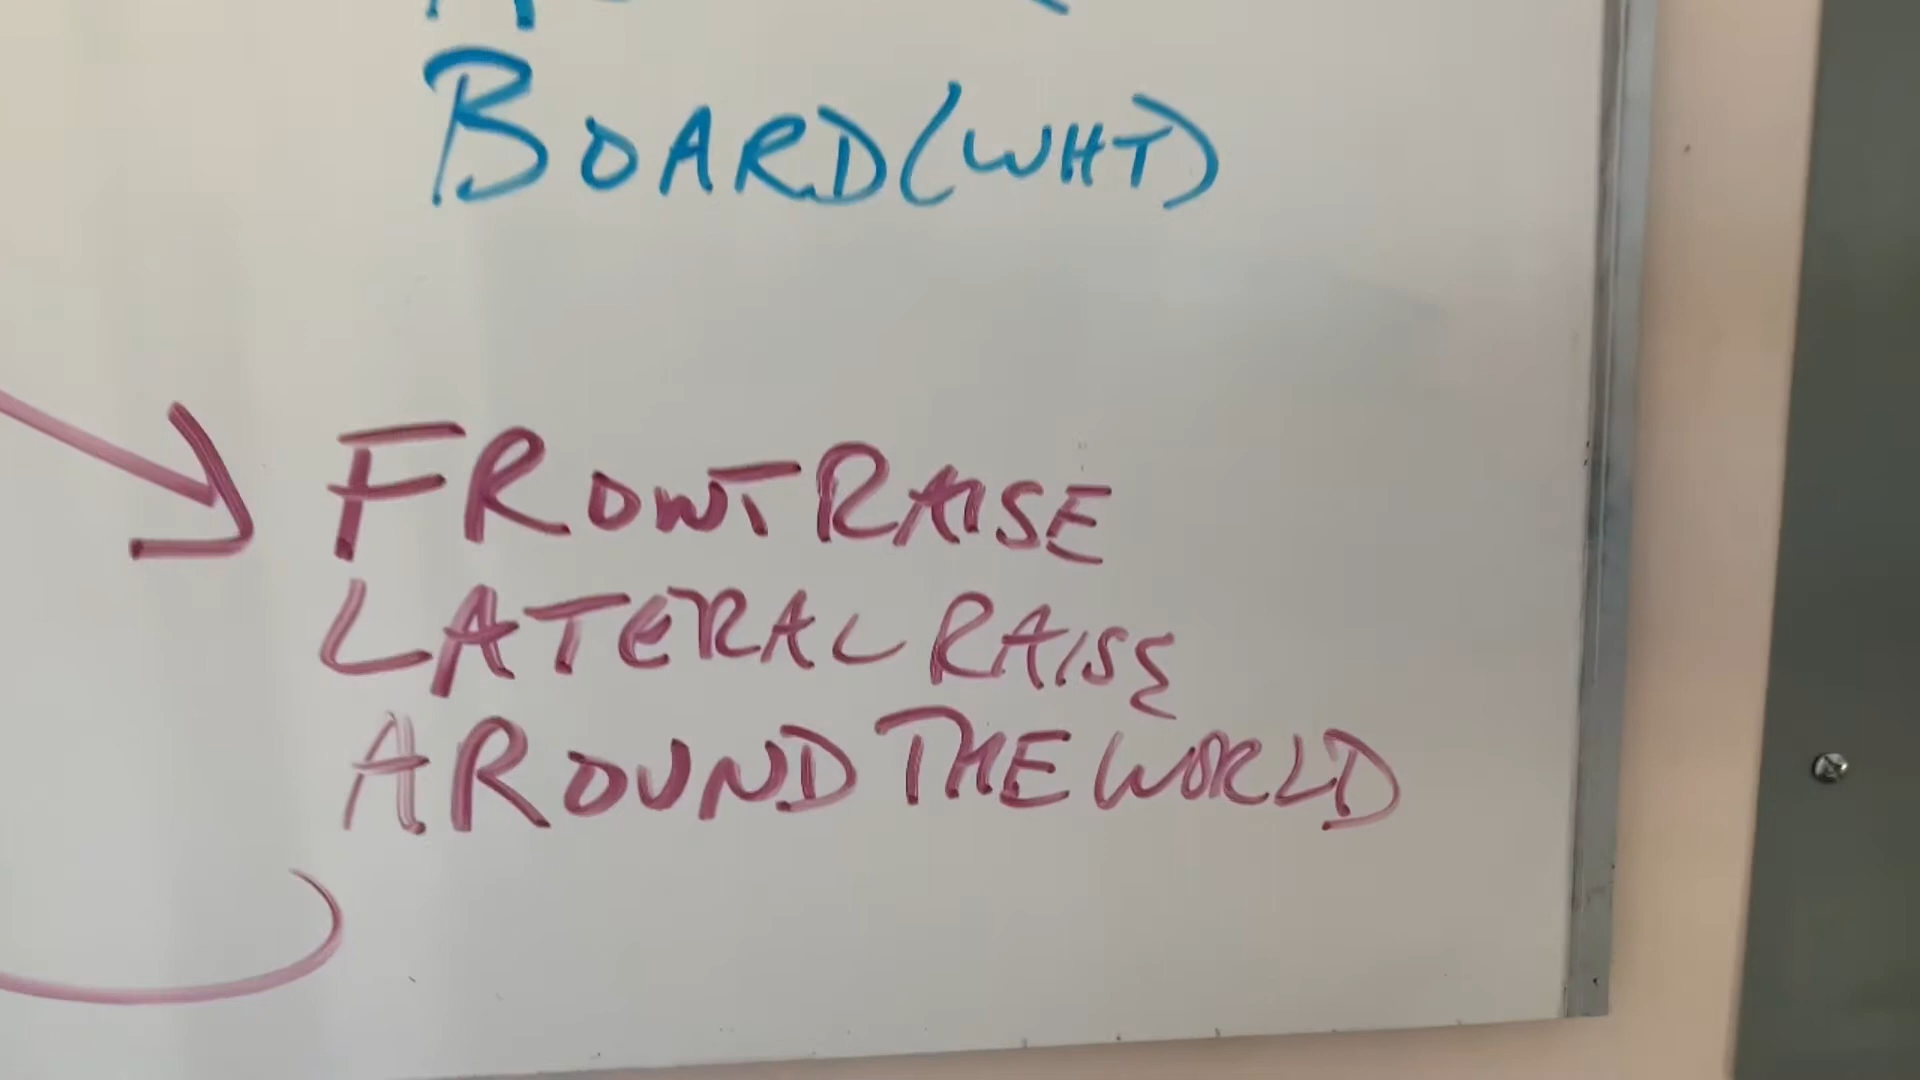 BOARD (WHT)
FRONT RAISE
LATERAL RAISE
AROUND THE WORLD